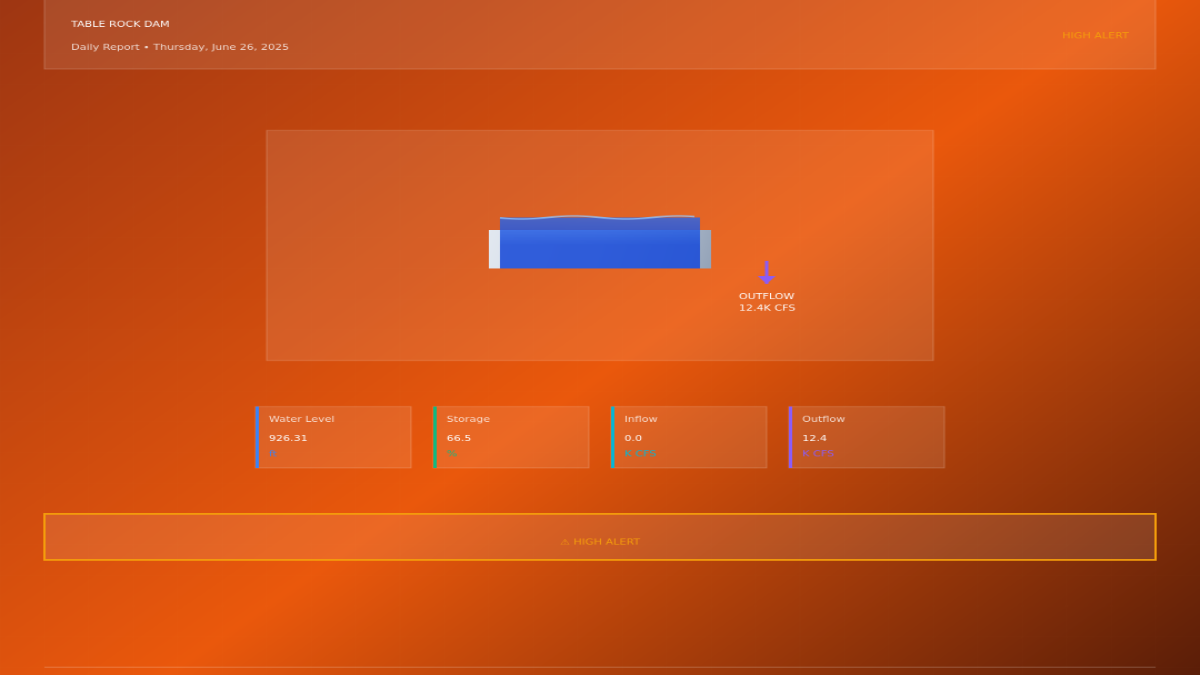 TABLE ROCK DAM
Daily Report • Thursday, June 26, 2025
HIGH ALERT
OUTFLOW
12.4K CFS
Water Level
926.31
ft
Storage
66.5
%
Inflow
0.0
K CFS
Outflow
12.4
K CFS
⚠ HIGH ALERT